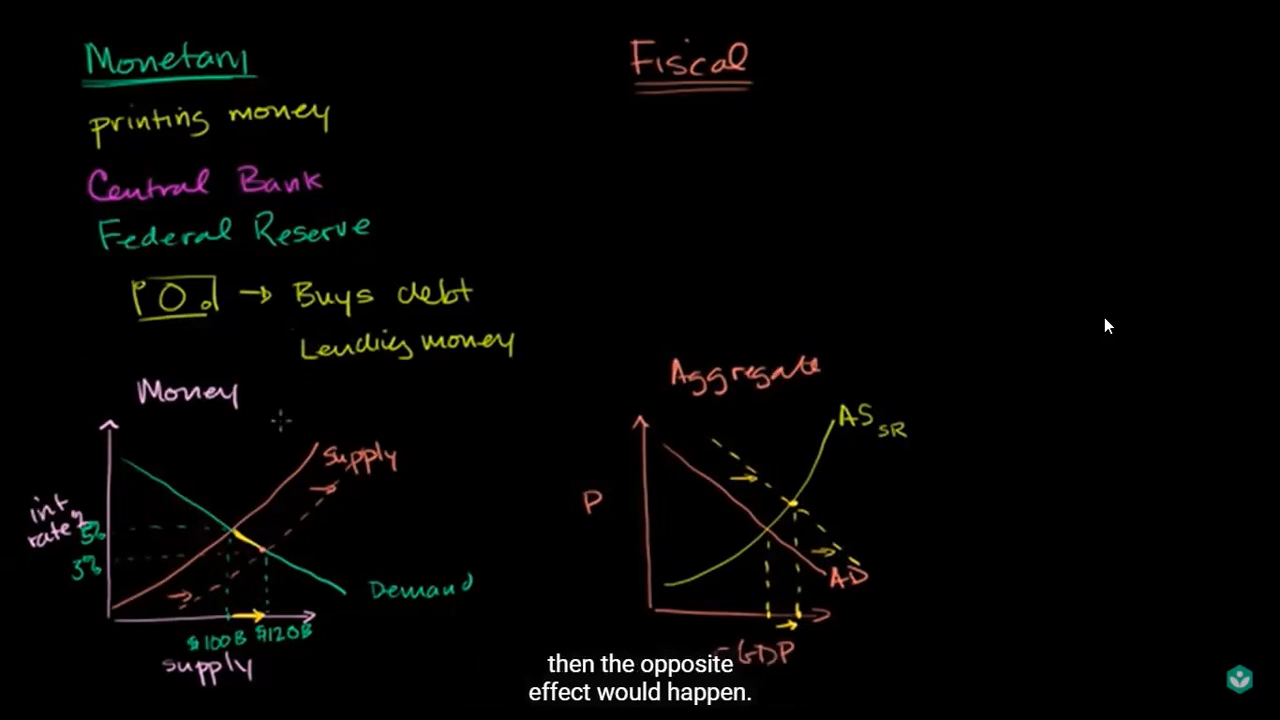 Monetary
printing money
Central Bank
Federal Reserve
→ Buys debt
Lending money
Money
int
rate
5%
3%
Supply
Demand
$100B $120B
supply
Fiscal
Aggregate
P
AS SR
AD
GDP
then the opposite
effect would happen.